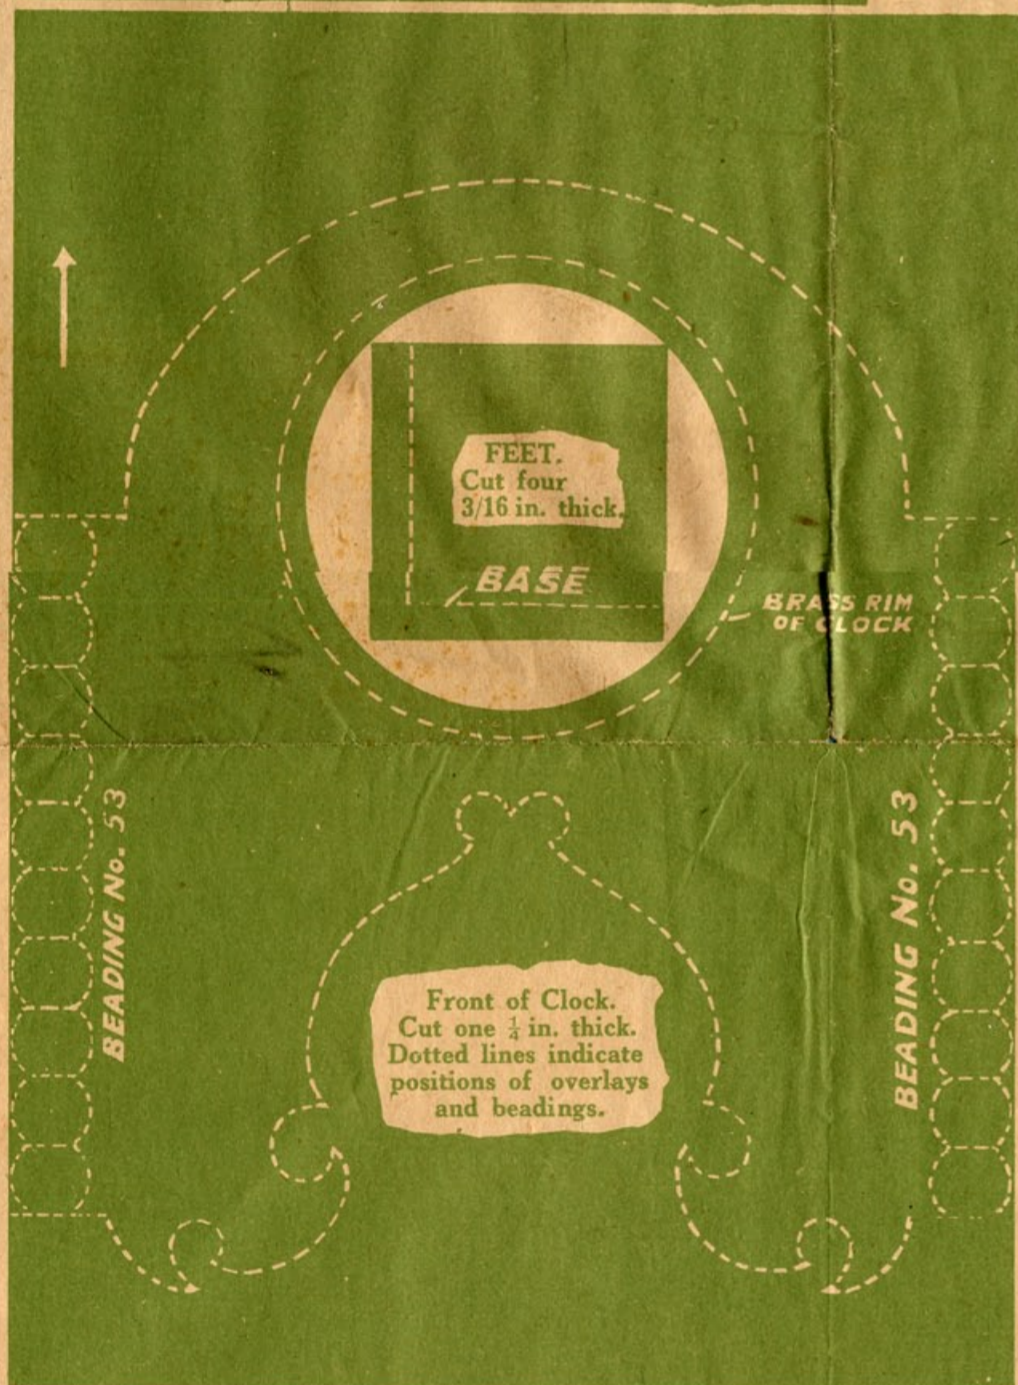 FEET.
Cut four
3/16 in. thick.
BASE
BRASS RIM
OF CLOCK
BEADING No. 53
BEADING No. 53
Front of Clock.
Cut one ¼ in. thick.
Dotted lines indicate
positions of overlays
and beadings.